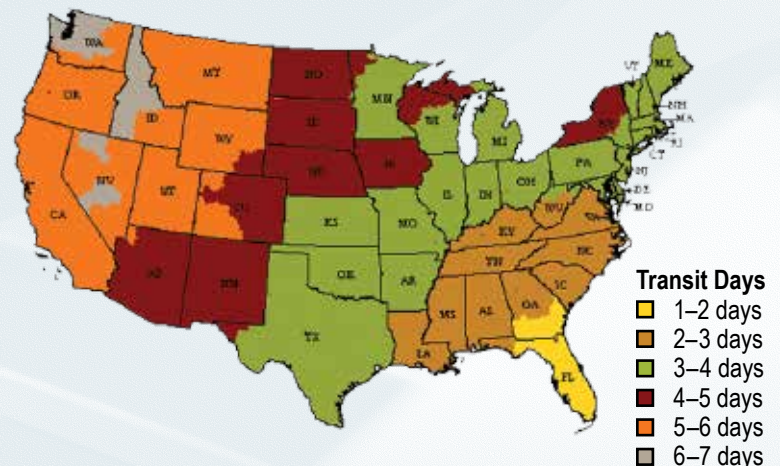 WA
MT
ND
MN
VT
ME
OR
ID
SD
WI
NY
NH
MA
RI
CT
WY
MI
PA
NJ
DE
MD
NV
UT
CO
NE
IA
IL
IN
OH
WV
VA
CA
KS
MO
KY
NC
AZ
NM
OK
AR
TN
SC
TX
LA
MS
AL
GA
FL
Transit Days
1–2 days
2–3 days
3–4 days
4–5 days
5–6 days
6–7 days